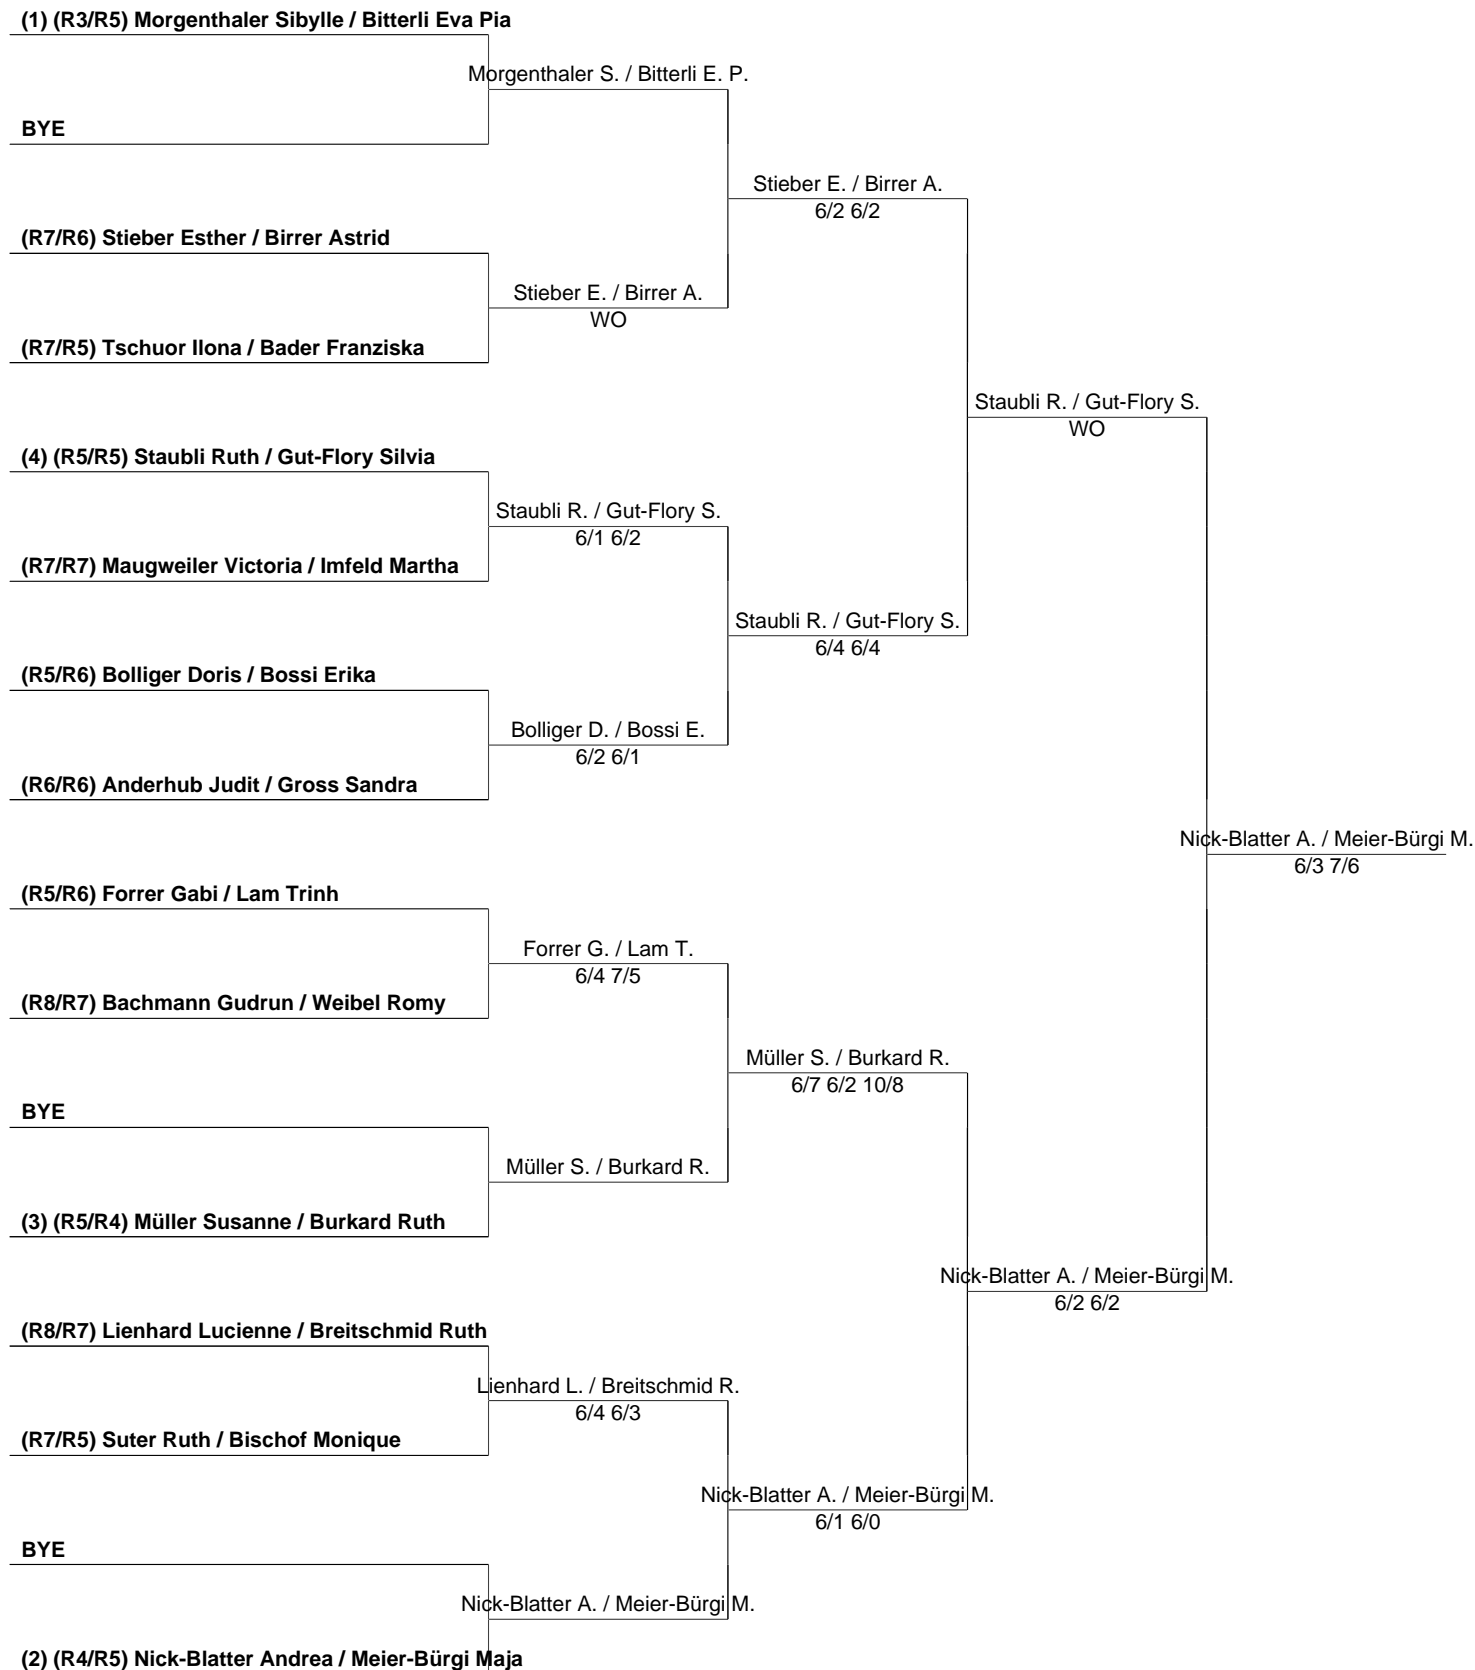 (1) (R3/R5) Morgenthaler Sibylle / Bitterli Eva Pia
Morgenthaler S. / Bitterli E. P.
BYE
Stieber E. / Birrer A.
6/2 6/2
(R7/R6) Stieber Esther / Birrer Astrid
Stieber E. / Birrer A.
WO
(R7/R5) Tschuor Ilona / Bader Franziska
Staubli R. / Gut-Flory S.
WO
(4) (R5/R5) Staubli Ruth / Gut-Flory Silvia
Staubli R. / Gut-Flory S.
6/1 6/2
(R7/R7) Maugweiler Victoria / Imfeld Martha
Staubli R. / Gut-Flory S.
6/4 6/4
(R5/R6) Bolliger Doris / Bossi Erika
Bolliger D. / Bossi E.
6/2 6/1
(R6/R6) Anderhub Judit / Gross Sandra
Nick-Blatter A. / Meier-Bürgi M.
6/3 7/6
(R5/R6) Forrer Gabi / Lam Trinh
Forrer G. / Lam T.
6/4 7/5
(R8/R7) Bachmann Gudrun / Weibel Romy
Müller S. / Burkard R.
6/7 6/2 10/8
BYE
Müller S. / Burkard R.
(3) (R5/R4) Müller Susanne / Burkard Ruth
Nick-Blatter A. / Meier-Bürgi M.
6/2 6/2
(R8/R7) Lienhard Lucienne / Breitschmid Ruth
Lienhard L. / Breitschmid R.
6/4 6/3
(R7/R5) Suter Ruth / Bischof Monique
Nick-Blatter A. / Meier-Bürgi M.
6/1 6/0
BYE
Nick-Blatter A. / Meier-Bürgi M.
(2) (R4/R5) Nick-Blatter Andrea / Meier-Bürgi Maja